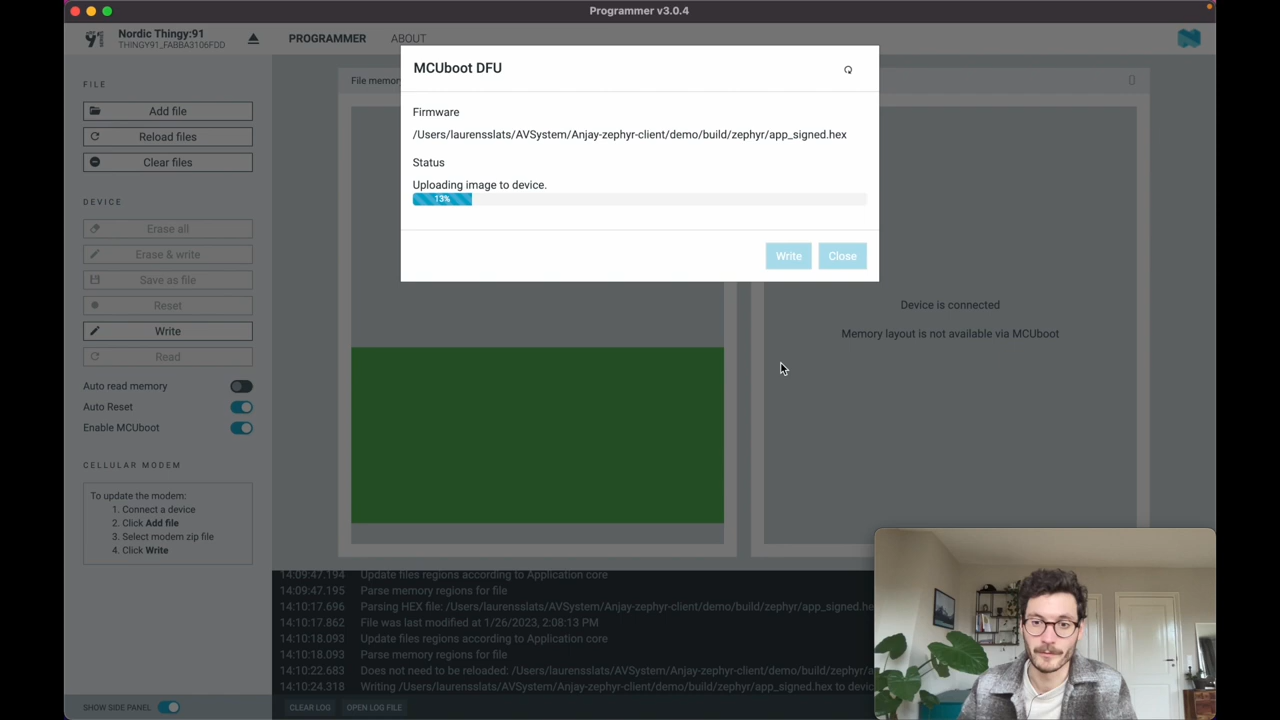 Programmer v3.0.4
Nordic Thingy:91
THINGY91_FABBA3106FDD
PROGRAMMER
ABOUT
FILE
Add file
Reload files
Clear files
DEVICE
Erase all
Erase & write
Save as file
Reset
Write
Read
Auto read memory
Auto Reset
Enable MCUboot
CELLULAR MODEM
To update the modem:
1. Connect a device
2. Click Add file
3. Select modem zip file
4. Click Write
SHOW SIDE PANEL
File memory
0
MCUboot DFU
Firmware
/Users/laurensslats/AVSystem/Anjay-zephyr-client/demo/build/zephyr/app_signed.hex
Status
Uploading image to device.
13%
Write
Close
Device is connected
Memory layout is not available via MCUboot
14:09:47.194 Update files regions according to Application core
14:09:47.195 Parse memory regions for file
14:10:17.696 Parsing HEX file: /Users/laurensslats/AVSystem/Anjay-zephyr-client/demo/build/zephyr/app_signed.he
14:10:17.862 File was last modified at 1/26/2023, 2:08:13 PM
14:10:18.093 Update files regions according to Application core
14:10:18.093 Parse memory regions for file
14:10:22.683 Does not need to be reloaded: /Users/laurensslats/AVSystem/Anjay-zephyr-client/demo/build/zephyr/a
14:10:24.318 Writing /Users/laurensslats/AVSystem/Anjay-zephyr-client/demo/build/zephyr/app_signed.hex to devic
CLEAR LOG
OPEN LOG FILE